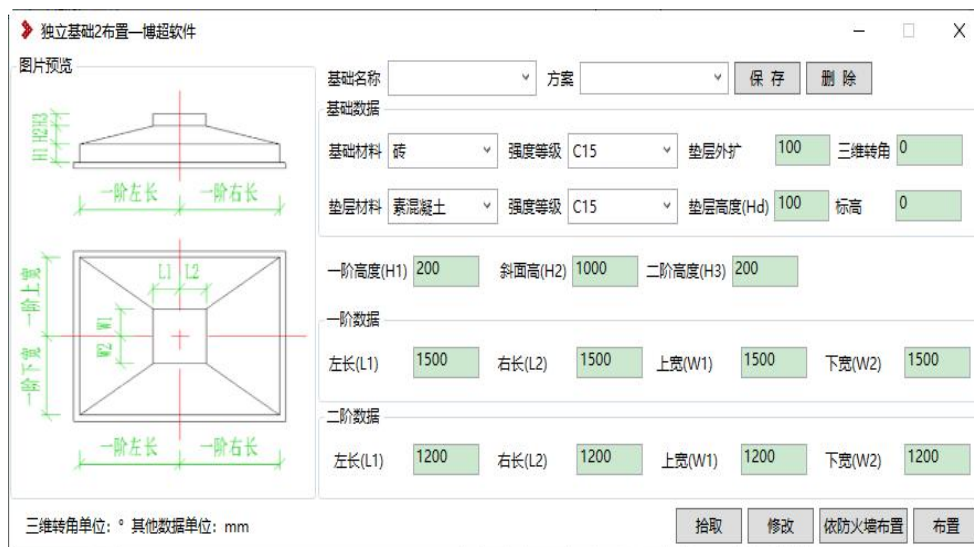 独立基础2布置—博超软件
图片预览
H1 H2 H3
一阶左长 一阶右长
L1 L2
W1
W2
一阶上宽
一阶下宽
一阶左长 一阶右长
基础名称 方案 保存 删除
基础数据
基础材料 砖 强度等级 C15 垫层外扩 100 三维转角 0
垫层材料 素混凝土 强度等级 C15 垫层高度(Hd) 100 标高 0
一阶高度(H1) 200 斜面高(H2) 1000 二阶高度(H3) 200
一阶数据
左长(L1) 1500 右长(L2) 1500 上宽(W1) 1500 下宽(W2) 1500
二阶数据
左长(L1) 1200 右长(L2) 1200 上宽(W1) 1200 下宽(W2) 1200
三维转角单位：° 其他数据单位：mm
拾取 修改 依防火墙布置 布置